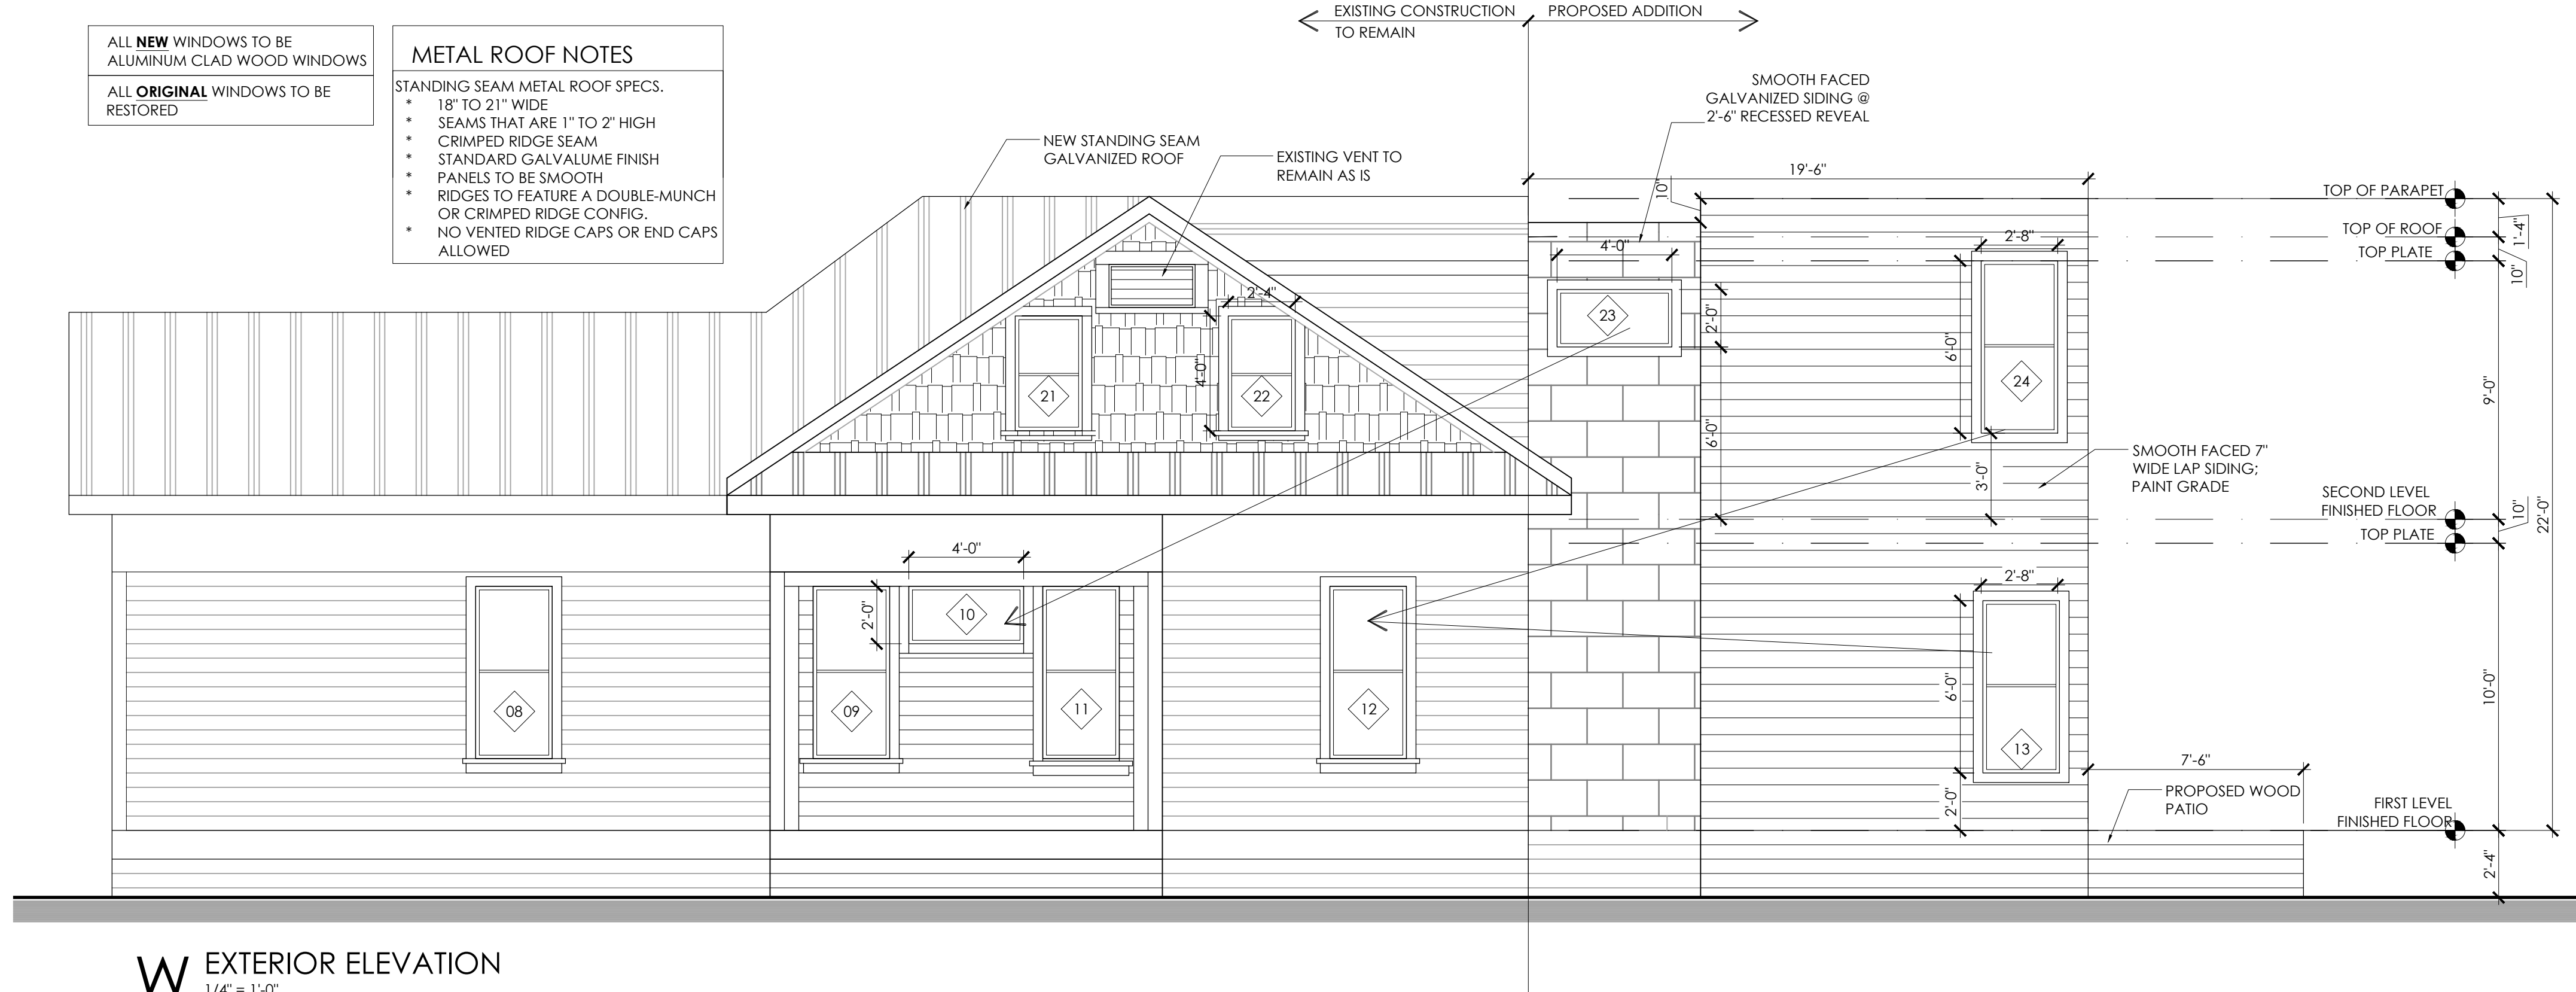 EXISTING CONSTRUCTION
TO REMAIN
PROPOSED ADDITION
ALL NEW WINDOWS TO BE
ALUMINUM CLAD WOOD WINDOWS
ALL ORIGINAL WINDOWS TO BE
RESTORED
METAL ROOF NOTES
STANDING SEAM METAL ROOF SPECS.
* 18" TO 21" WIDE
* SEAMS THAT ARE 1" TO 2" HIGH
* CRIMPED RIDGE SEAM
* STANDARD GALVALUME FINISH
* PANELS TO BE SMOOTH
* RIDGES TO FEATURE A DOUBLE-MUNCH
OR CRIMPED RIDGE CONFIG.
* NO VENTED RIDGE CAPS OR END CAPS
ALLOWED
NEW STANDING SEAM
GALVANIZED ROOF
EXISTING VENT TO
REMAIN AS IS
SMOOTH FACED
GALVANIZED SIDING @
2'-6" RECESSED REVEAL
19'-6"
10"
TOP OF PARAPET
TOP OF ROOF
TOP PLATE
1'-4"
10"
4'-0"
2'-8"
2'-4"
23
2'-0"
4'-0"
21
22
6'-0"
6'-0"
24
9'-0"
3'-0"
SMOOTH FACED 7"
WIDE LAP SIDING;
PAINT GRADE
SECOND LEVEL
FINISHED FLOOR
TOP PLATE
10"
22'-0"
4'-0"
2'-0"
10
2'-8"
08
09
11
12
6'-0"
13
10'-0"
7'-6"
2'-0"
PROPOSED WOOD
PATIO
FIRST LEVEL
FINISHED FLOOR
2'-4"
W EXTERIOR ELEVATION
1/4" = 1'-0"